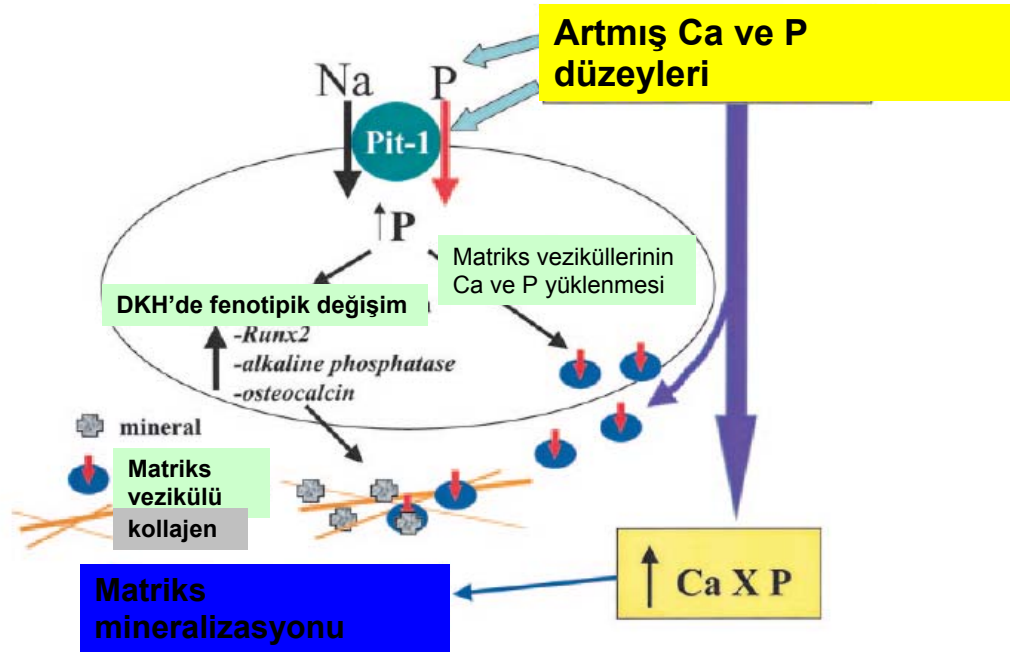 Artmış Ca ve P
düzeyleri
Na
P
Pit-1
↑P
Matriks veziküllerinin
Ca ve P yüklenmesi
DKH’de fenotipik değişim
-Runx2
-alkaline phosphatase
-osteocalcin
mineral
Matriks
vezikülü
kollajen
↑ Ca X P
Matriks
mineralizasyonu